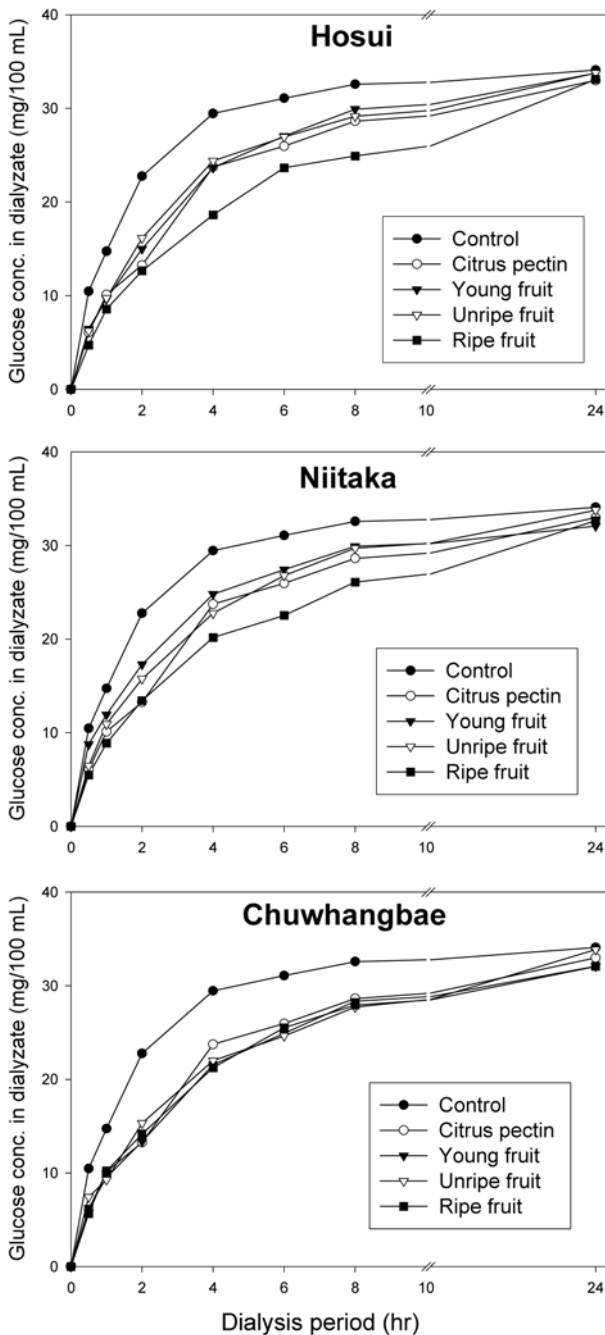 Hosui
Glucose conc. in dialyzate (mg/100 mL)
40
30
20
10
0
Control
Citrus pectin
Young fruit
Unripe fruit
Ripe fruit
0 2 4 6 8 10 24
Niitaka
Glucose conc. in dialyzate (mg/100 mL)
40
30
20
10
0
Control
Citrus pectin
Young fruit
Unripe fruit
Ripe fruit
0 2 4 6 8 10 24
Chuwhangbae
Glucose conc. in dialyzate (mg/100 mL)
40
30
20
10
0
Control
Citrus pectin
Young fruit
Unripe fruit
Ripe fruit
0 2 4 6 8 10 24
Dialysis period (hr)